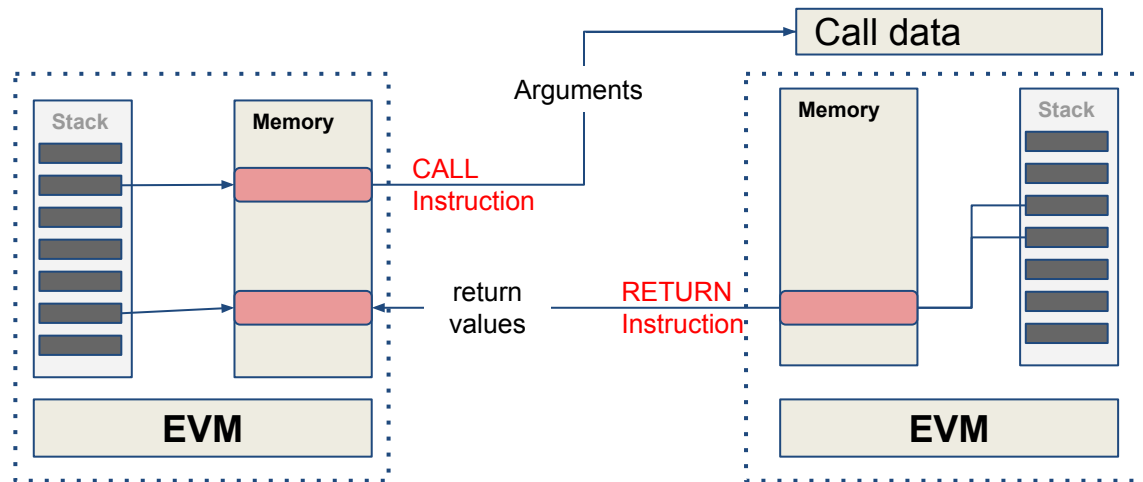 Call data
Arguments
Stack
Memory
CALL
Instruction
return
values
RETURN
Instruction
Memory
Stack
EVM
EVM